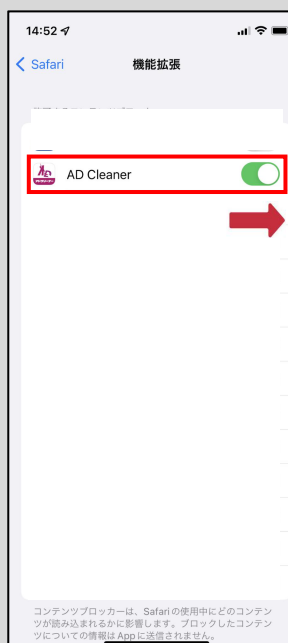 14:52
Safari
機能拡張
AD Cleaner
コンテンツブロッカーは、Safariの使用中にどのコンテン
ツが読み込まれるかに影響します。ブロックしたコンテン
ツについての情報はAppに送信されません。